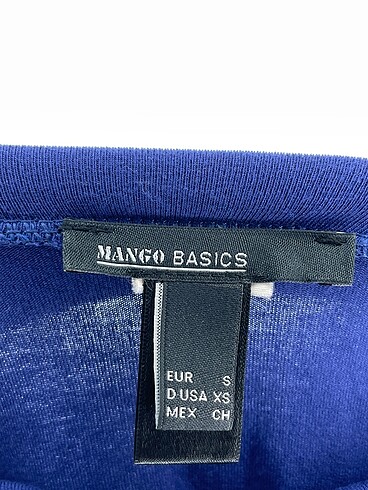 MANGO BASICS
EUR S
D·USA XS
MEX CH